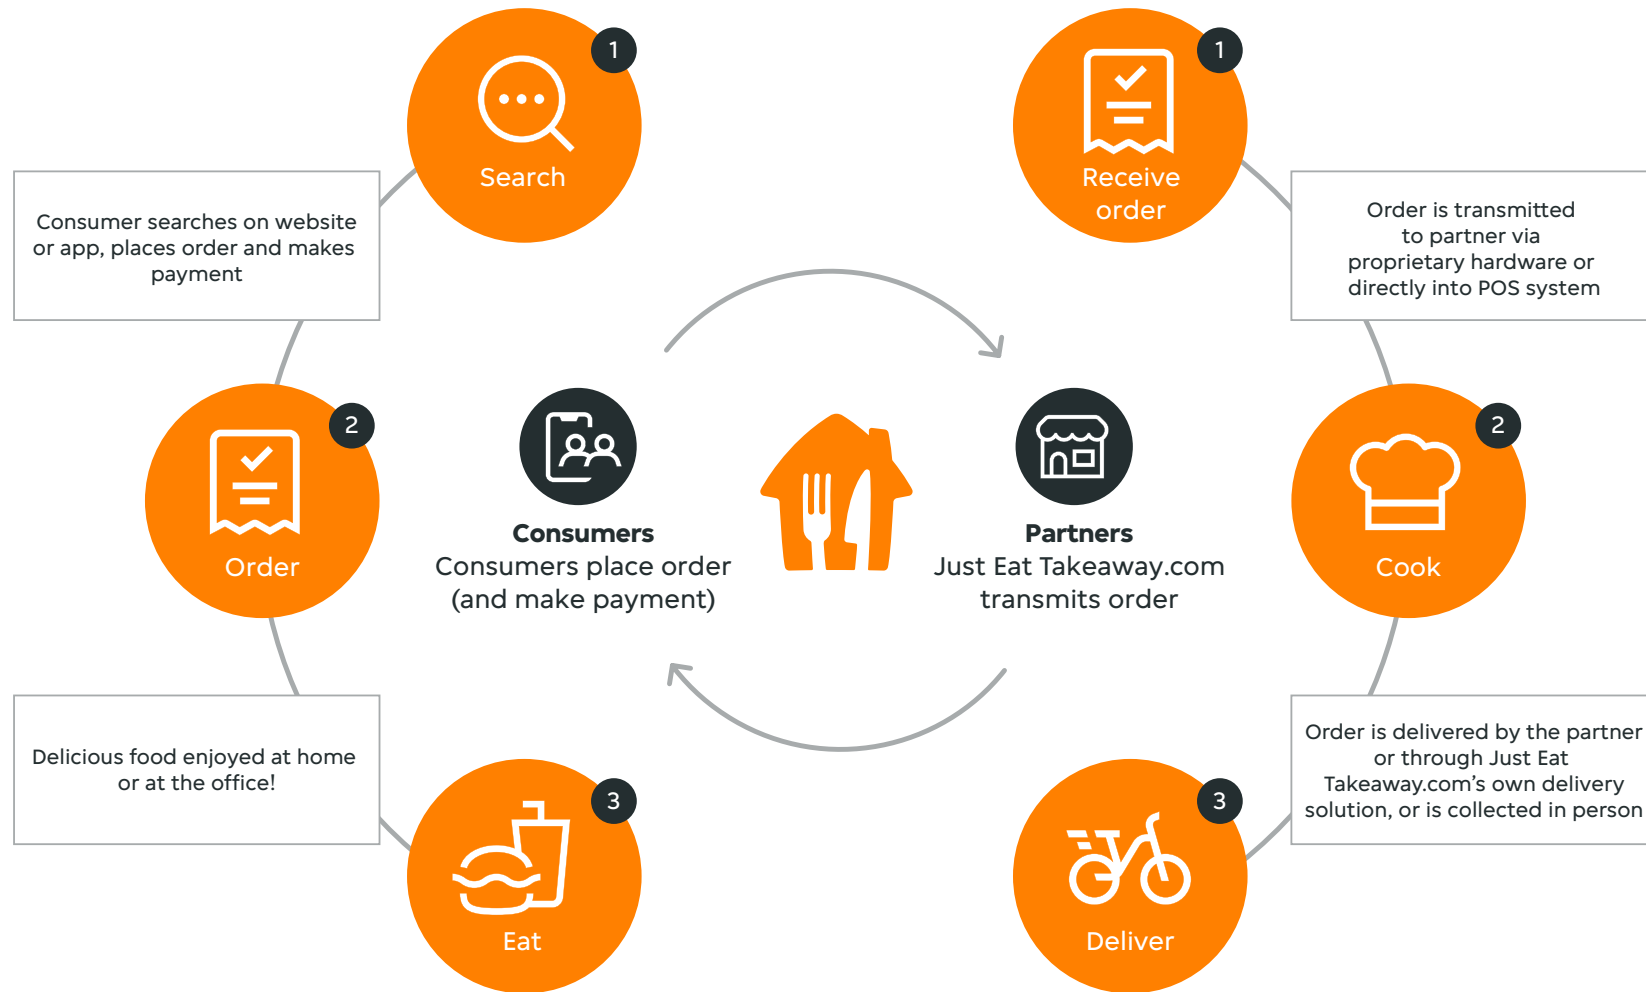 1
Search
Consumer searches on website
or app, places order and makes
payment
2
Order
Delicious food enjoyed at home
or at the office!
3
Eat
Consumers
Consumers place order
(and make payment)
Partners
Just Eat Takeaway.com
transmits order
1
Receive
order
Order is transmitted
to partner via
proprietary hardware or
directly into POS system
2
Cook
Order is delivered by the partner
or through Just Eat
Takeaway.com’s own delivery
solution, or is collected in person
3
Deliver